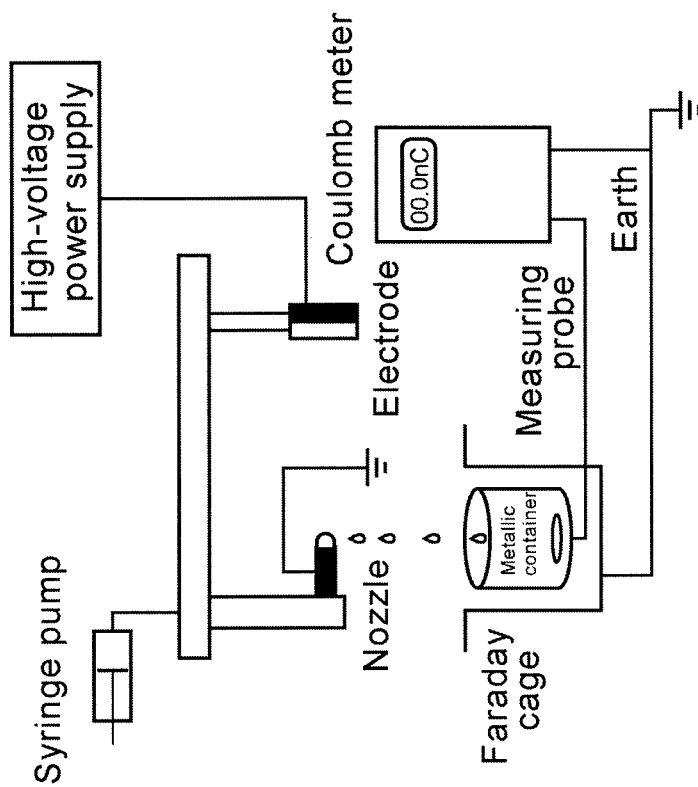 Syringe pump
High-voltage
power supply
Nozzle
Electrode
Coulomb meter
00.0nC
Faraday
cage
Metallic
container
Measuring
probe
Earth